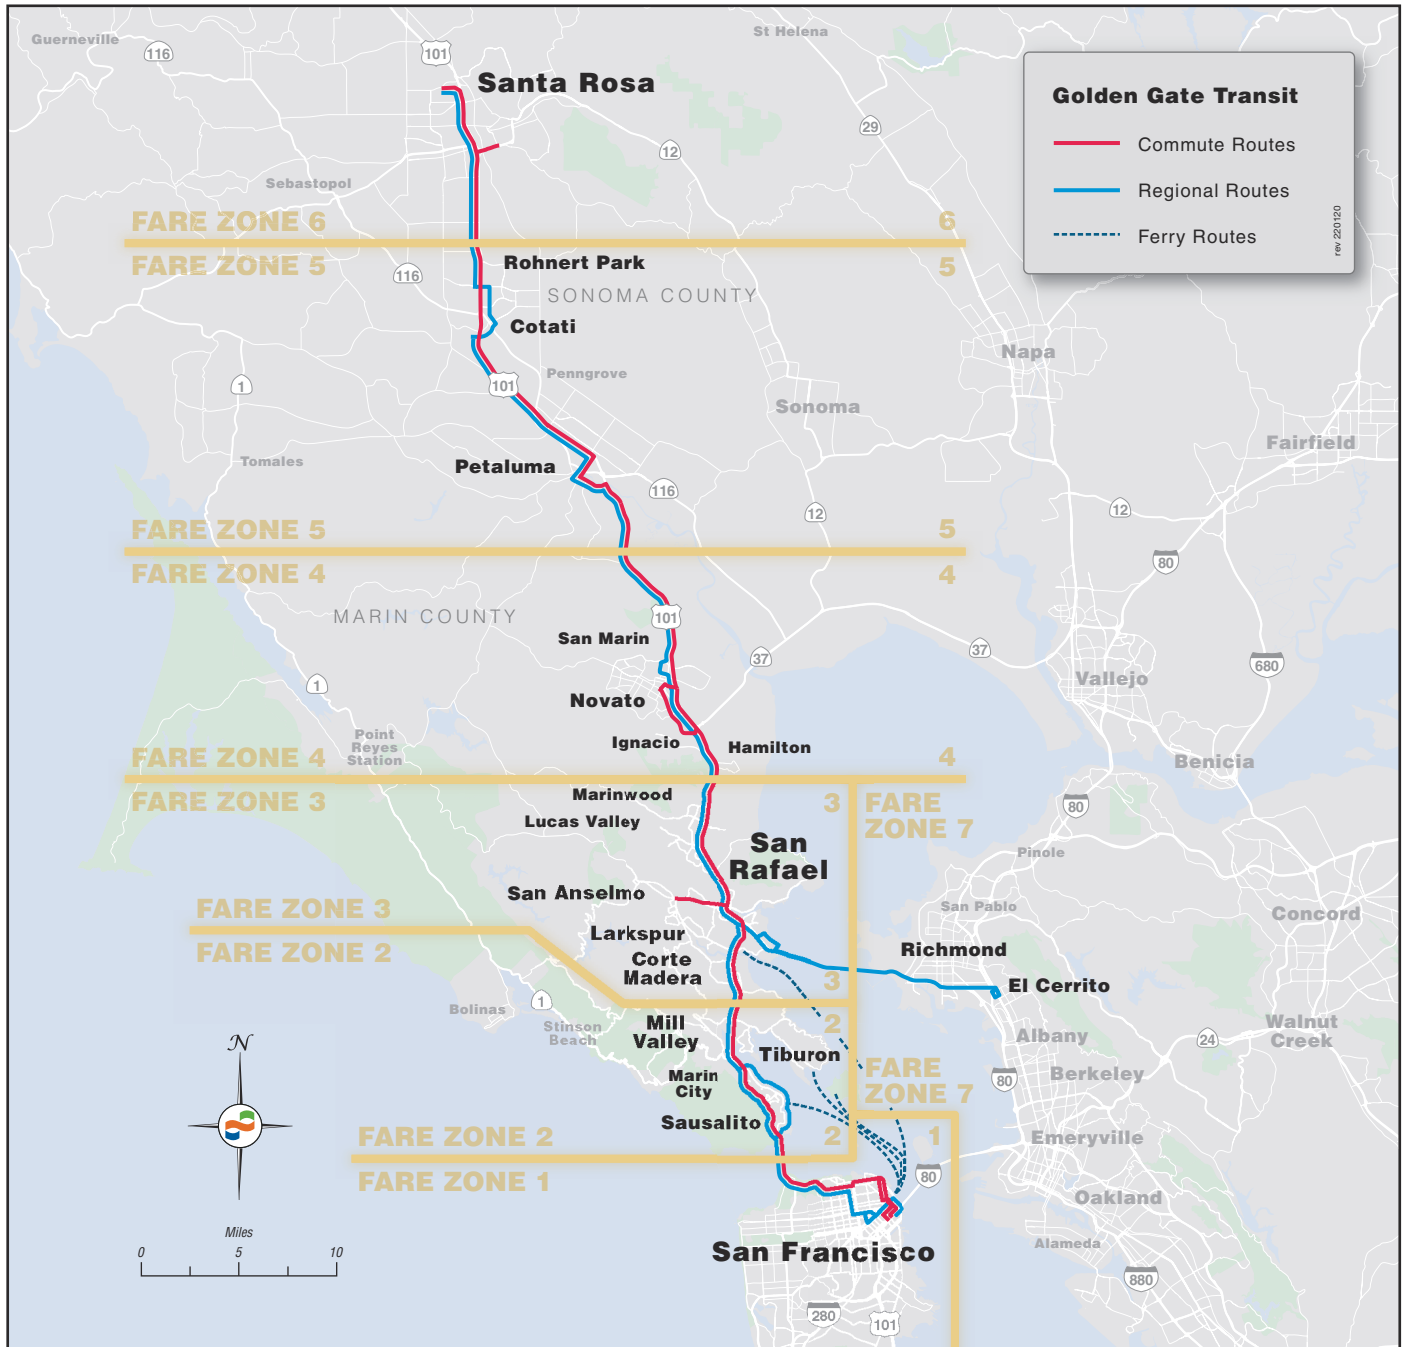 Guerneville
116
101
St Helena
Santa Rosa
Golden Gate Transit
Commute Routes
Regional Routes
Ferry Routes
rev 220120
29
12
Sebastopol
FARE ZONE 6
6
FARE ZONE 5
5
116
Rohnert Park
SONOMA COUNTY
Cotati
1
101
Penngrove
Napa
Sonoma
Fairfield
Tomales
Petaluma
116
12
12
FARE ZONE 5
5
FARE ZONE 4
4
80
MARIN COUNTY
101
San Marin
37
37
680
1
Vallejo
Novato
Point
Reyes
Station
Ignacio
Hamilton
Benicia
FARE ZONE 4
4
FARE ZONE 3
3
FARE
ZONE 7
80
Marinwood
Lucas Valley
San
Rafael
Pinole
San Anselmo
San Pablo
FARE ZONE 3
Concord
FARE ZONE 2
Larkspur
Corte
Madera
Richmond
3
El Cerrito
Bolinas
1
Stinson
Beach
Mill
Valley
2
Tiburon
Albany
24
Walnut
Creek
N
Marin
City
FARE
ZONE 7
80
Berkeley
Sausalito
FARE ZONE 2
2
1
Emeryville
FARE ZONE 1
80
Oakland
Miles
0
5
10
San Francisco
Alameda
880
280
101